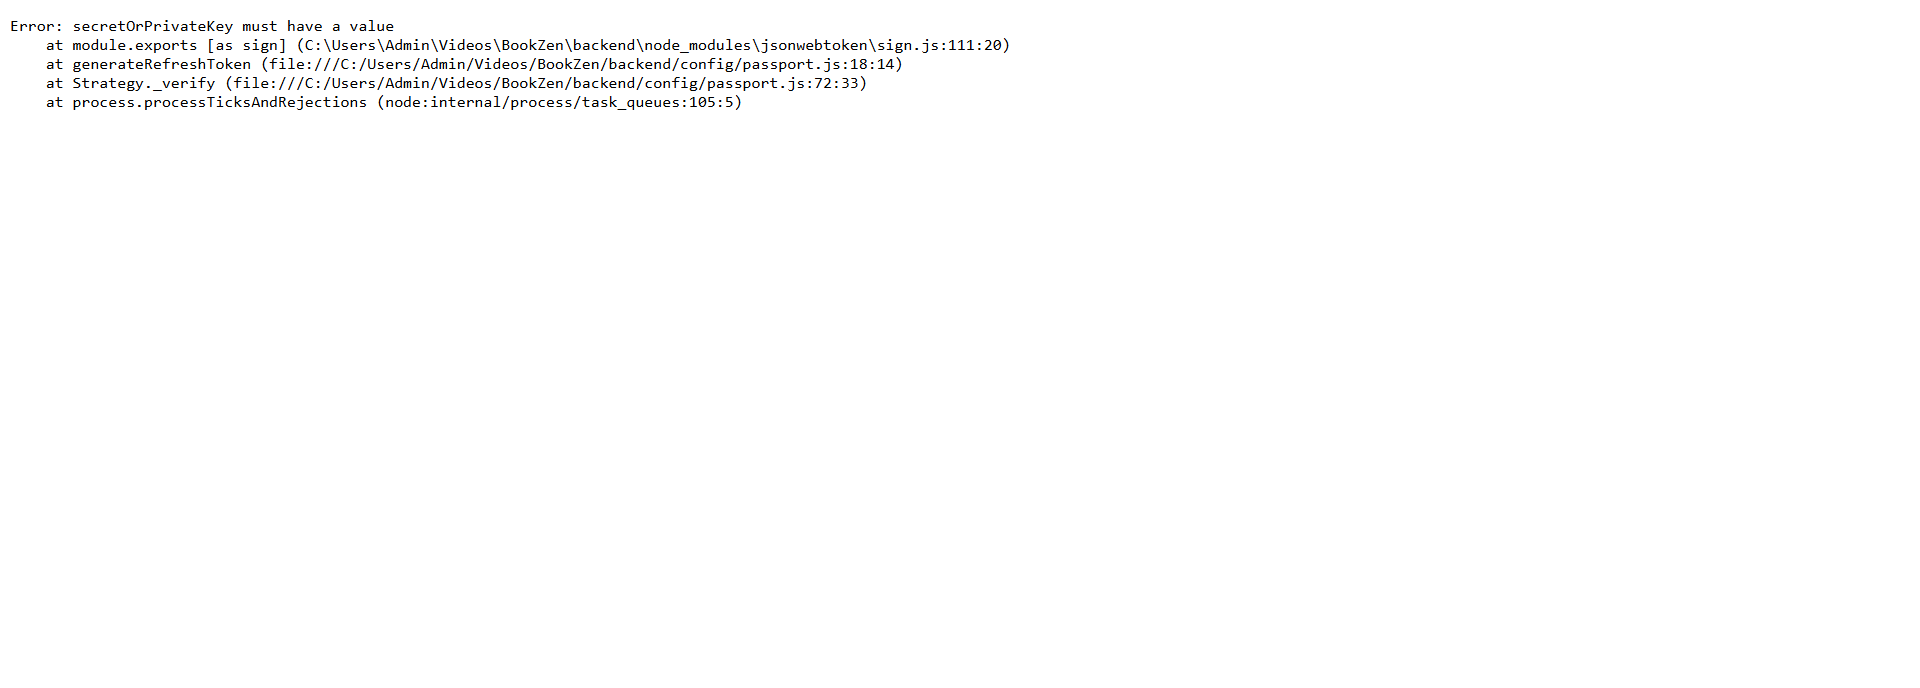 Error: secretOrPrivateKey must have a value
    at module.exports [as sign] (C:\Users\Admin\Videos\BookZen\backend\node_modules\jsonwebtoken\sign.js:111:20)
    at generateRefreshToken (file:///C:/Users/Admin/Videos/BookZen/backend/config/passport.js:18:14)
    at Strategy._verify (file:///C:/Users/Admin/Videos/BookZen/backend/config/passport.js:72:33)
    at process.processTicksAndRejections (node:internal/process/task_queues:105:5)